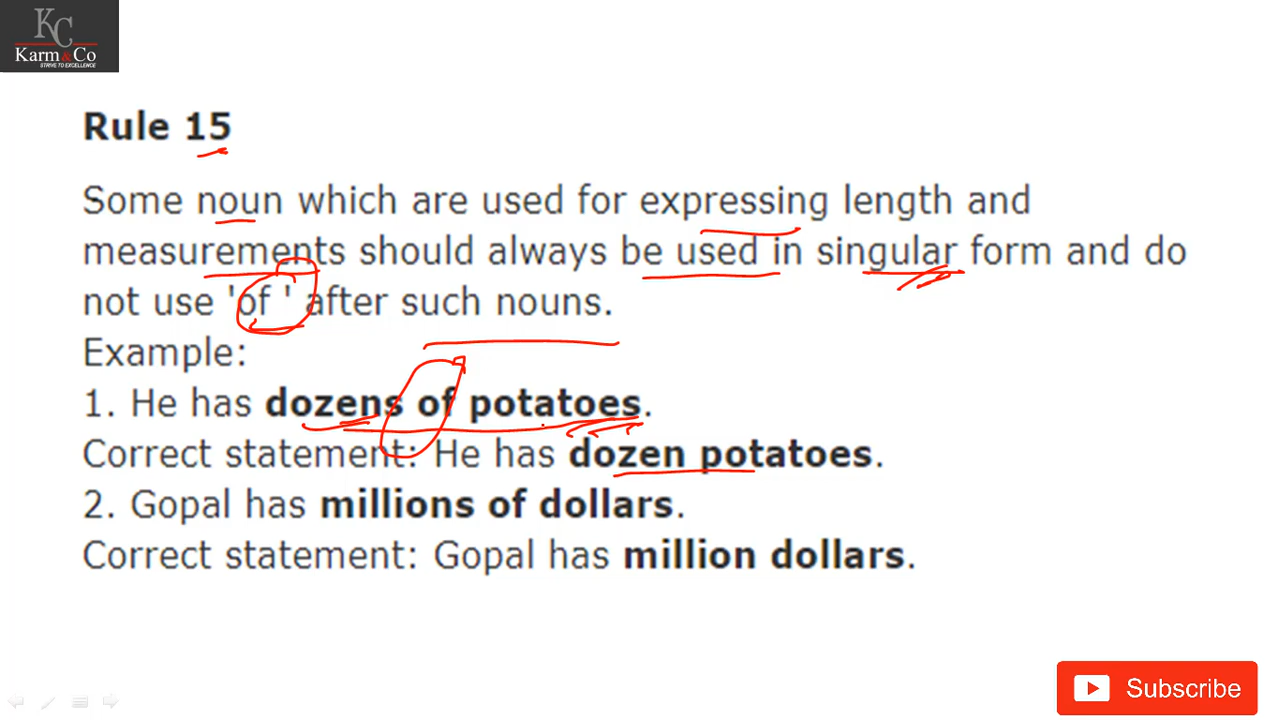 KC
Karm&Co
STRIVE TO EXCELLENCE
Rule 15
Some noun which are used for expressing length and
measurements should always be used in singular form and do
not use 'of ' after such nouns.
Example:
1. He has dozens of potatoes.
Correct statement: He has dozen potatoes.
2. Gopal has millions of dollars.
Correct statement: Gopal has million dollars.
Subscribe